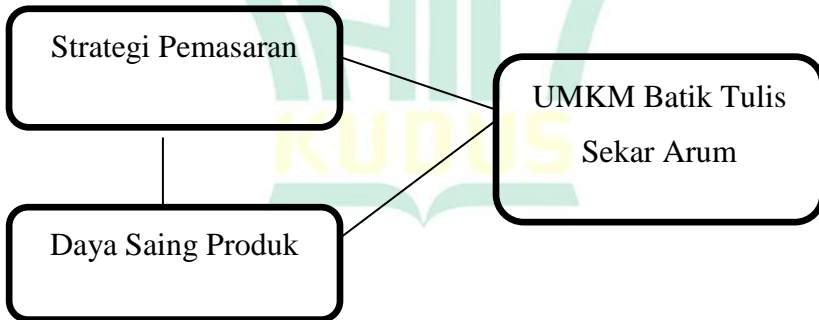 Strategi Pemasaran
UMKM Batik Tulis
Sekar Arum
KUDUS
Daya Saing Produk